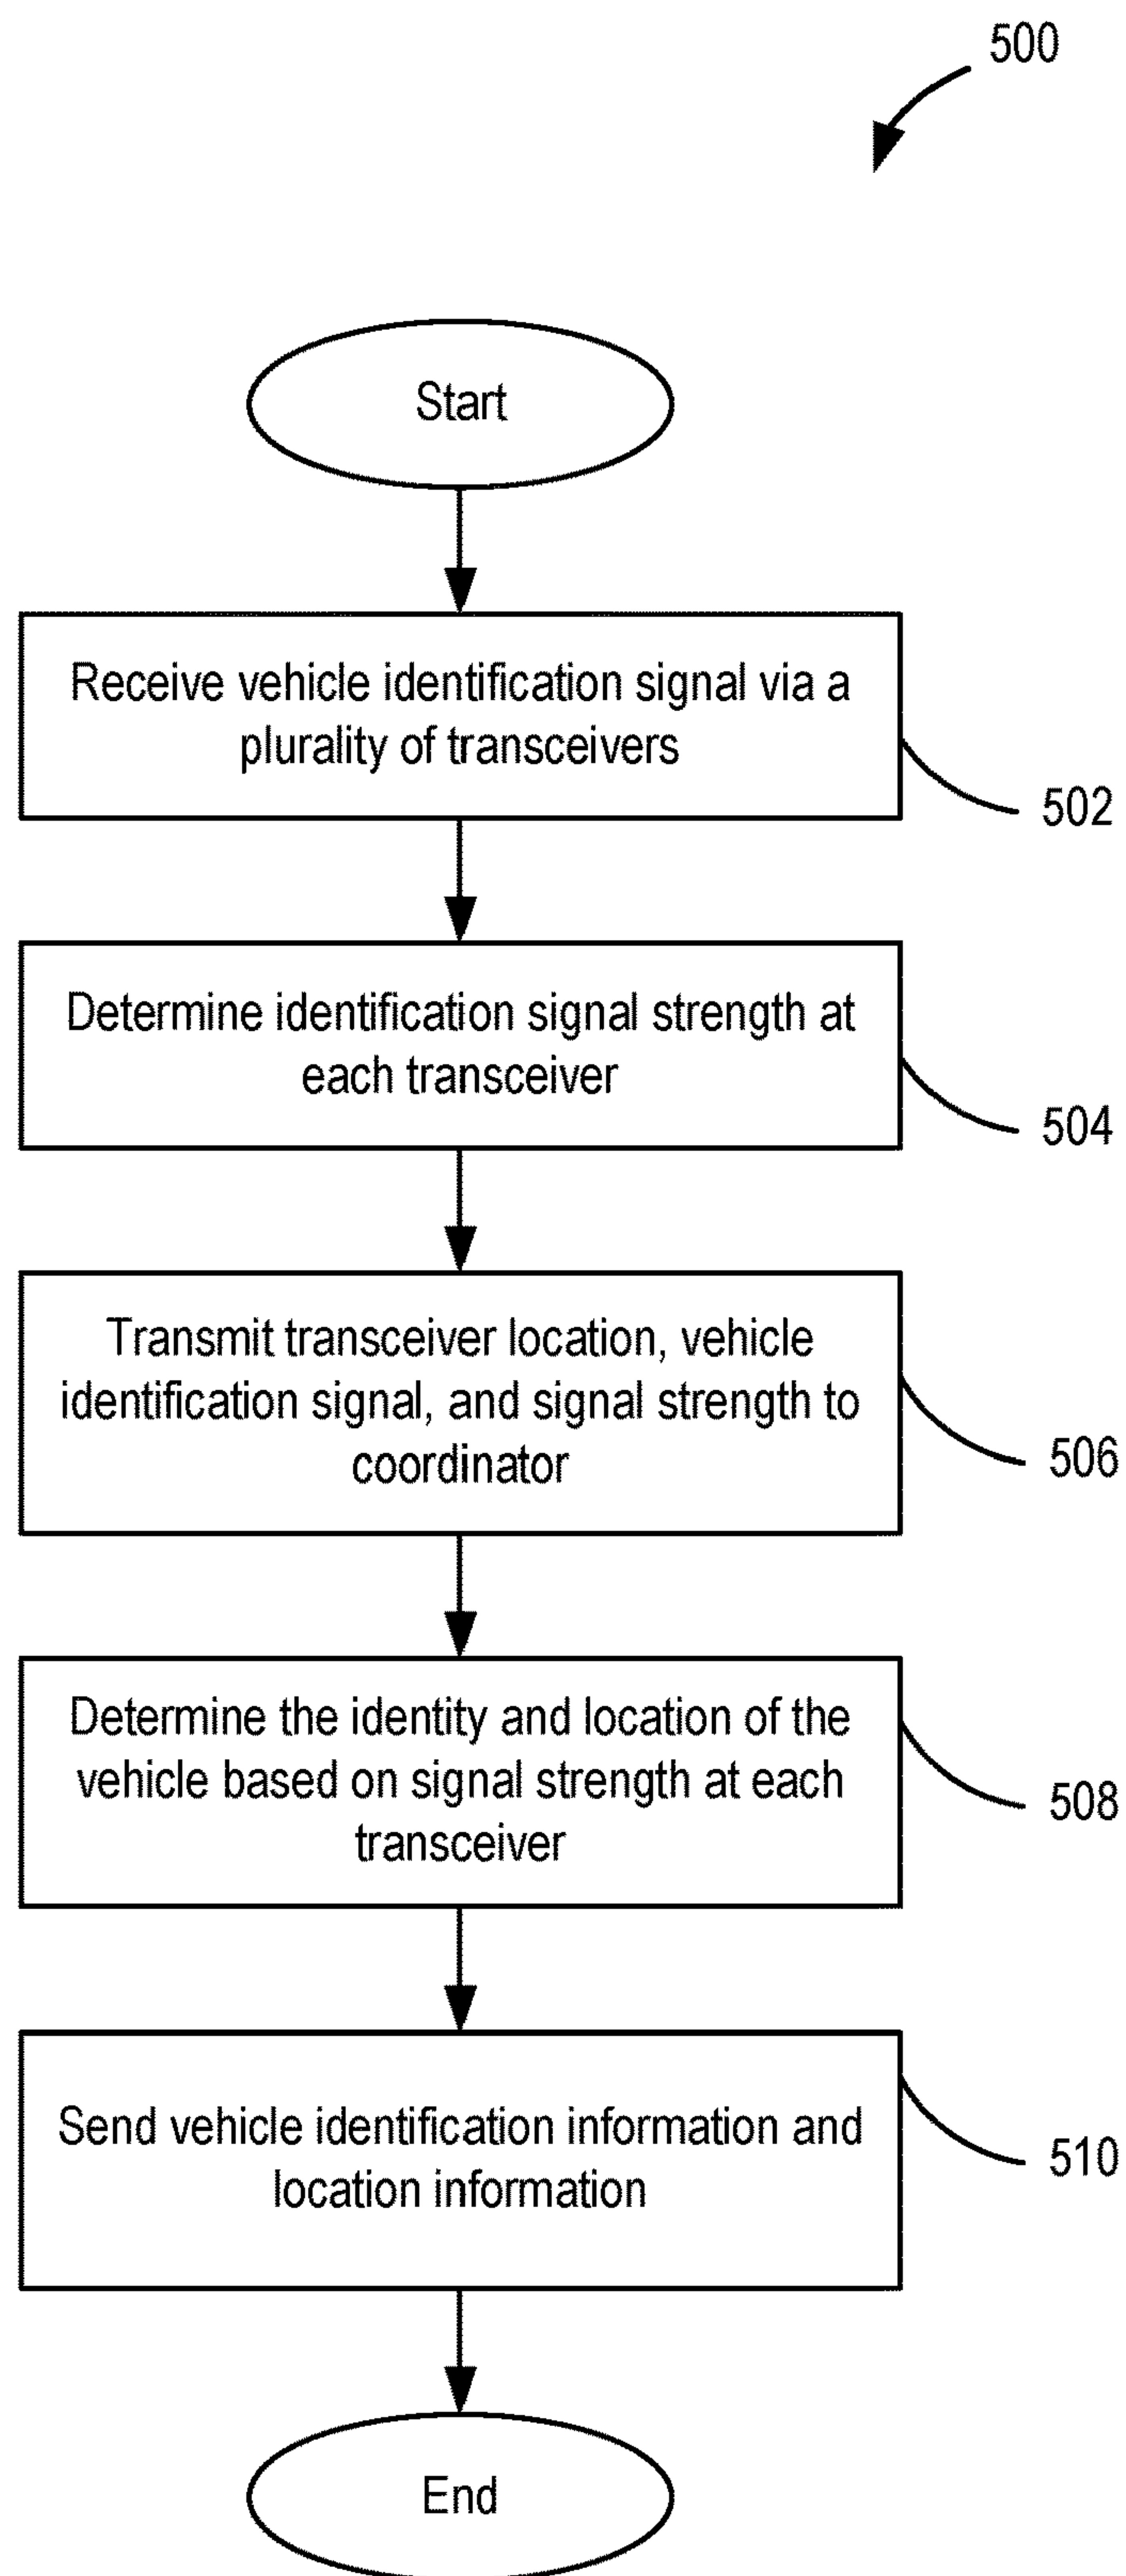 500
Start
Receive vehicle identification signal via a
plurality of transceivers
502
Determine identification signal strength at
each transceiver
504
Transmit transceiver location, vehicle
identification signal, and signal strength to
coordinator
506
Determine the identity and location of the
vehicle based on signal strength at each
transceiver
508
Send vehicle identification information and
location information
510
End